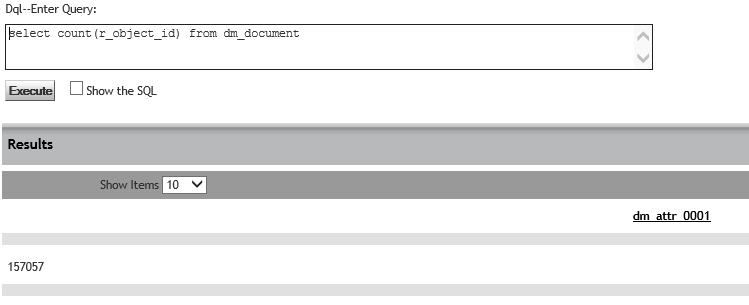 Dql--Enter Query:
select count(r_object_id) from dm_document
Execute
Show the SQL
Results
Show Items 10
dm_attr_0001
157057